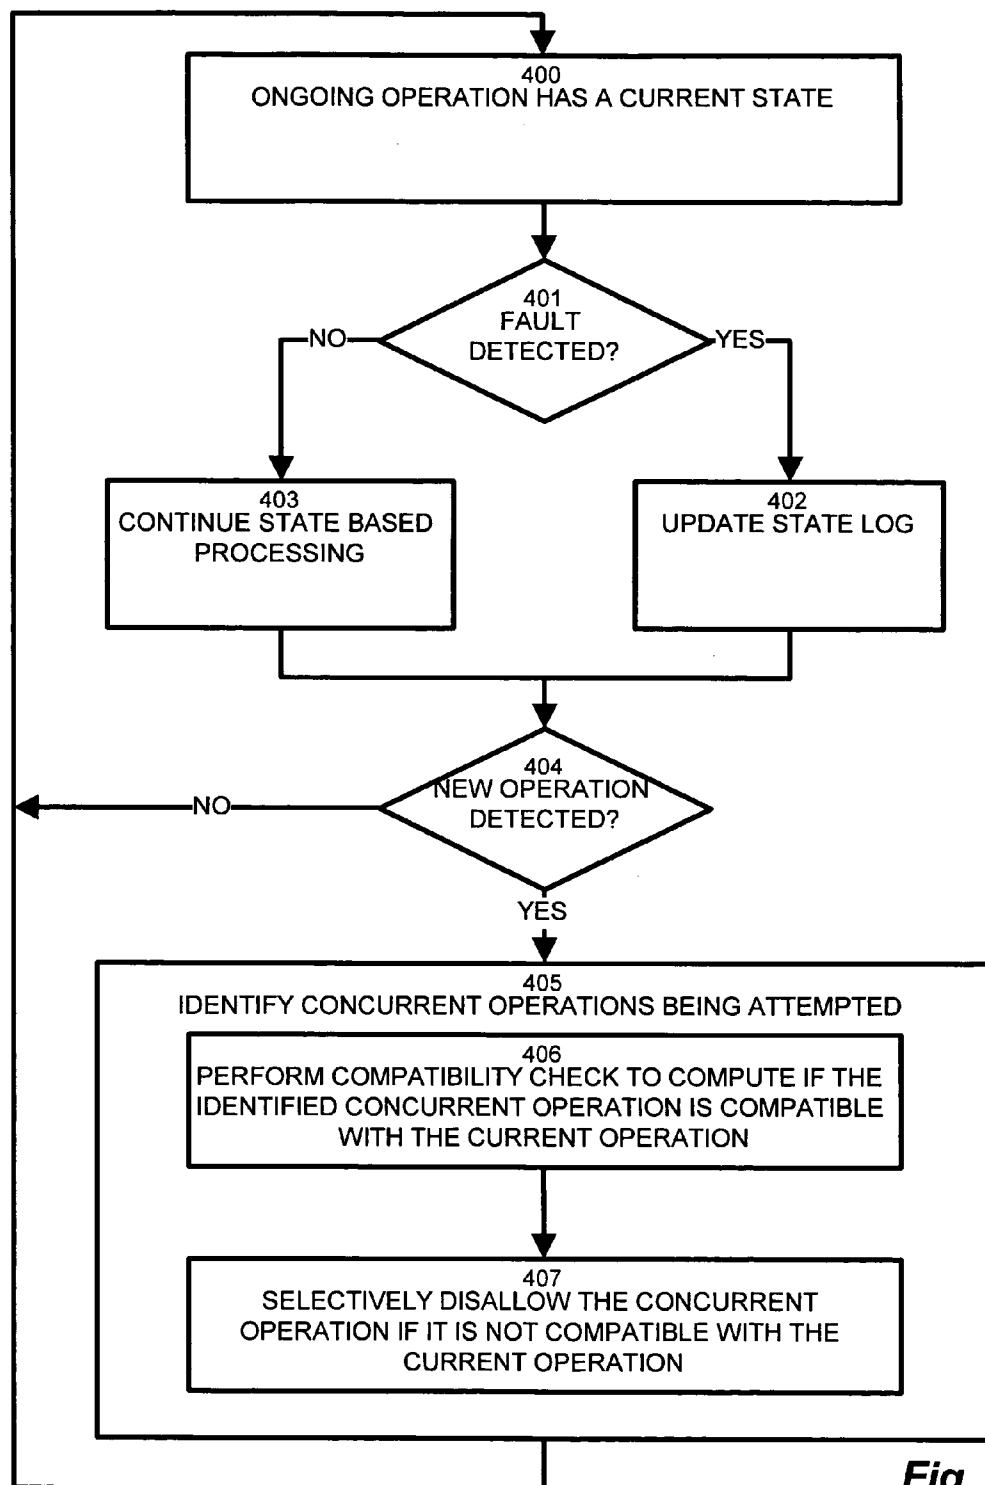 400
ONGOING OPERATION HAS A CURRENT STATE
401
FAULT
DETECTED?
NO
YES
403
CONTINUE STATE BASED
PROCESSING
402
UPDATE STATE LOG
404
NEW OPERATION
DETECTED?
NO
YES
405
IDENTIFY CONCURRENT OPERATIONS BEING ATTEMPTED
406
PERFORM COMPATIBILITY CHECK TO COMPUTE IF THE
IDENTIFIED CONCURRENT OPERATION IS COMPATIBLE
WITH THE CURRENT OPERATION
407
SELECTIVELY DISALLOW THE CONCURRENT
OPERATION IF IT IS NOT COMPATIBLE WITH THE
CURRENT OPERATION
Fig